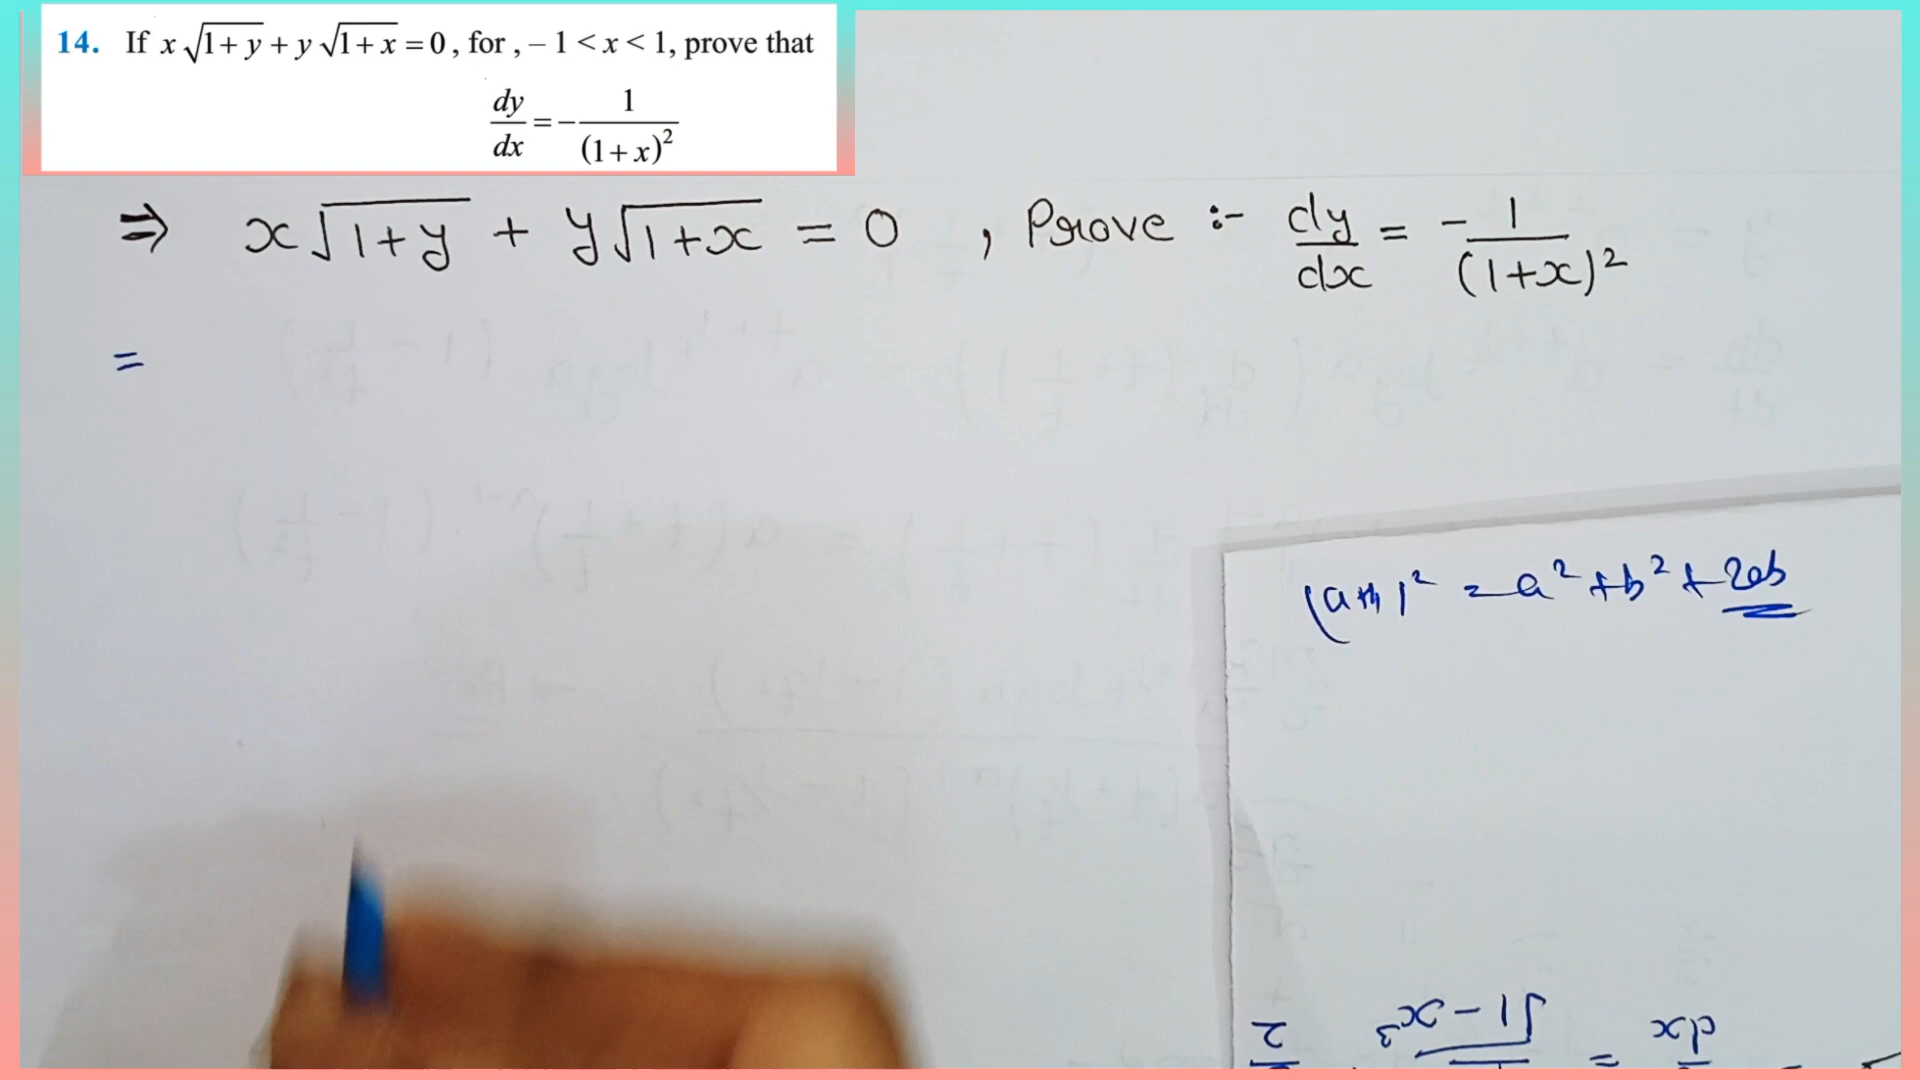 14. If x√1+y + y√1+x = 0, for , – 1 < x < 1, prove that
dy/dx = – 1/(1+x)²
⇒ x√1+y + y√1+x = 0 , Prove :- dy/dx = - 1/(1+x)²
=
(a+b)² = a² + b² + 2ab